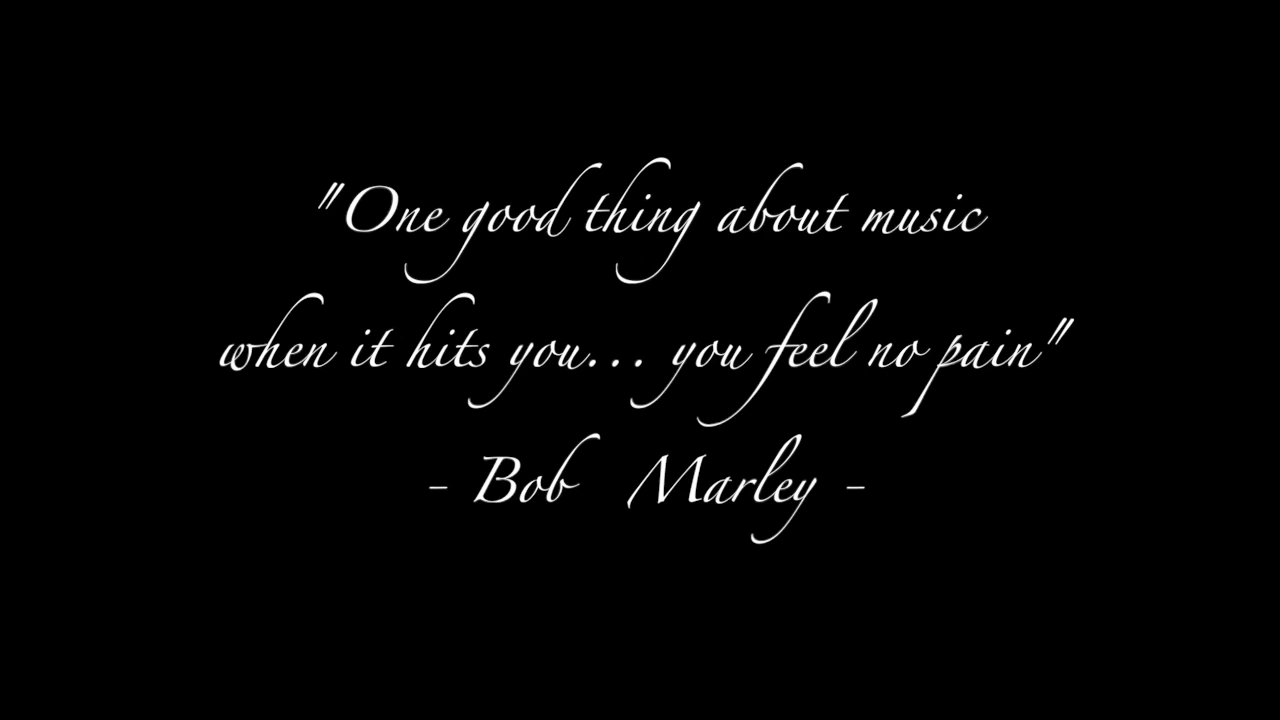 "One good thing about music
when it hits you... you feel no pain"
- Bob Marley -